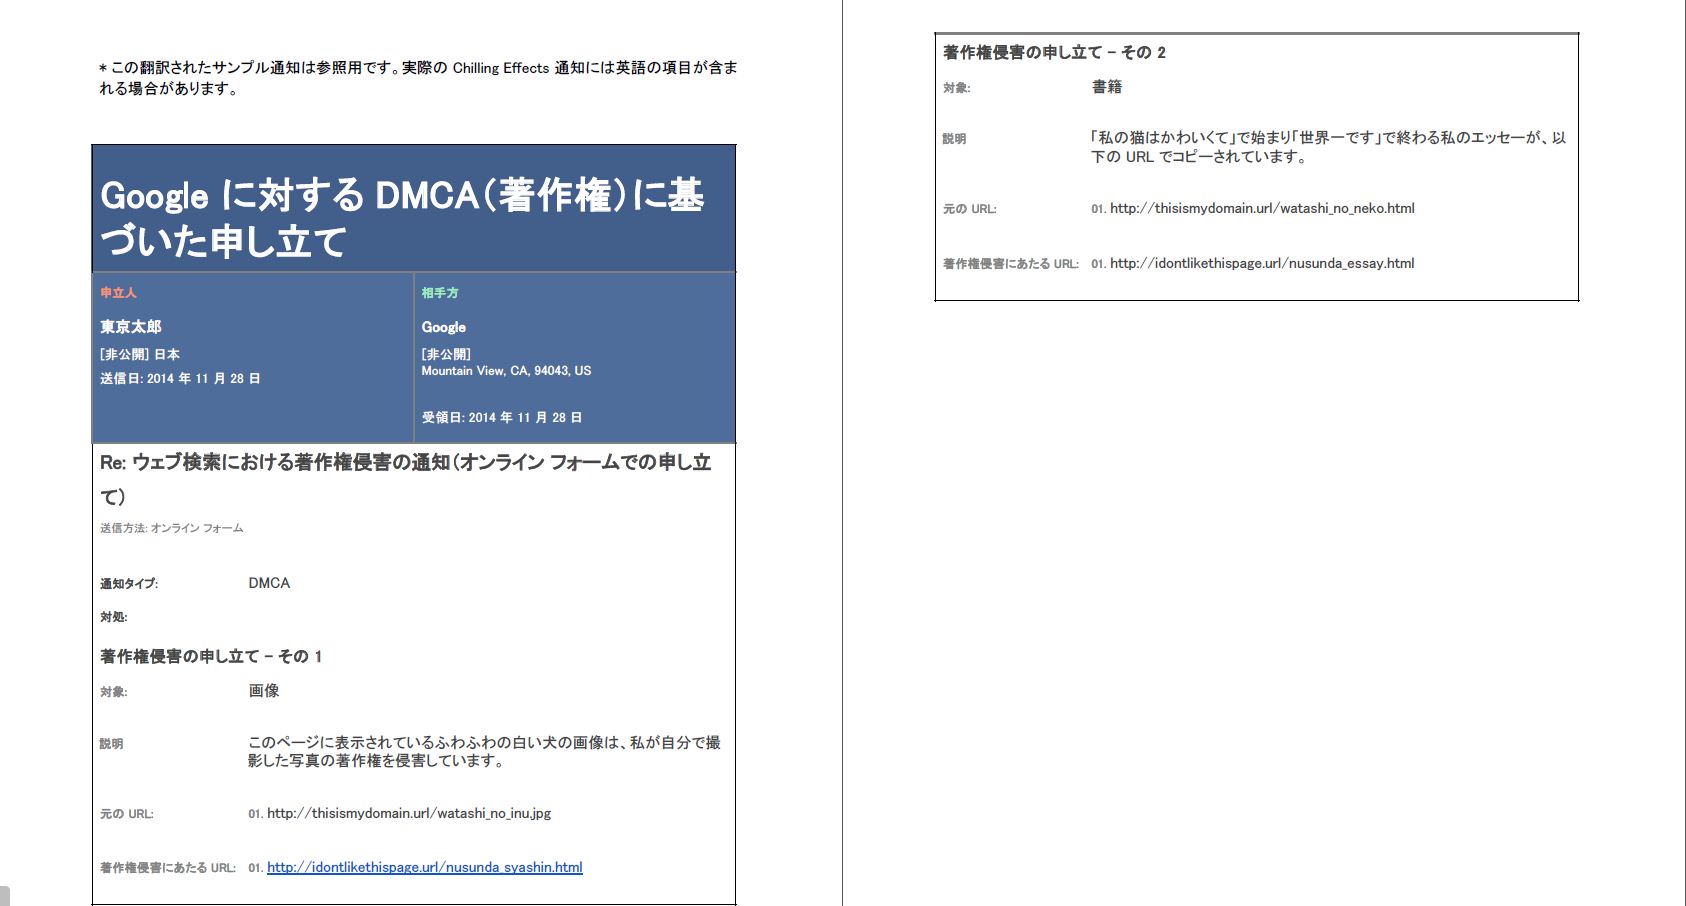 * この翻訳されたサンプル通知は参照用です。実際の Chilling Effects 通知には英語の項目が含ま
れる場合があります。
Google に対する DMCA（著作権）に基
づいた申し立て
申立人
東京太郎
[非公開] 日本
送信日: 2014 年 11 月 28 日
相手方
Google
[非公開]
Mountain View, CA, 94043, US
受領日: 2014 年 11 月 28 日
Re: ウェブ検索における著作権侵害の通知（オンライン フォームでの申し立
て）
送信方法: オンライン フォーム
通知タイプ: DMCA
対処:
著作権侵害の申し立て – その 1
対象: 画像
説明 このページに表示されているふわふわの白い犬の画像は、私が自分で撮
影した写真の著作権を侵害しています。
元の URL: 01. http://thisismydomain.url/watashi_no_inu.jpg
著作権侵害にあたる URL: 01. http://idontlikethispage.url/nusunda_syashin.html
著作権侵害の申し立て – その 2
対象: 書籍
説明 「私の猫はかわいくて」で始まり「世界一です」で終わる私のエッセーが、以
下の URL でコピーされています。
元の URL: 01. http://thisismydomain.url/watashi_no_neko.html
著作権侵害にあたる URL: 01. http://idontlikethispage.url/nusunda_essay.html